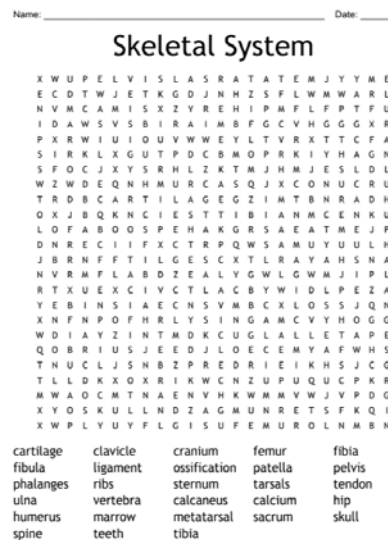 Name:
Date:
Skeletal System
X W U P E L V I S L A S R A T A T E M J Y Y M E
E C D T W J E T K G D J N H Z S F L W M W A R L
N V M C A M I S X Z Y R E H I P M F L F P T F U
I D A W S V S B I R A I M B F G C V H G G G X R
P X R W I U I O U V W W E Y L T V R X T T C F A
S I R K L X G U T P D C B M O P R K I Y H A G N
S F O C J X Y S R H L Z K T M J H M J E S L D L
W Z W D E Q N H M U R C A S Q J X C O N U C R U
T R D B C A R T I L A G E G Z I M T B N R A D H
O X J B Q K N C I E S T T I B I A N M C E N K U
L O F A B O O S P E H A K G R S A E A T M E J P
D N R E C I I F X C T R P Q W S A M U Y U U L H
J B R N F F T I L G E S C X T L R A Y A H S N A
N V R M F L A B D Z E A L Y G W L G W M J I P L
R T X U E X C I V C T L A C B Y W I D L P E Z A
Y E B I N S I A E C N S V M B C X L O S S J Q N
X N F N P O F H R L Y S I N G A M C V Y H O G G
W D I A Y Z I N T M D K C U G L A L L E T A P E
Q O B R I U S J E E D J L O E C E M Y A F W H S
T N U C L J S N B Z P R E D R I E I K H S J C G
T L L D K X O X R I K W C N Z U P U Q U C P K R
M W A O C M T N A E N V H K W M M V W J V P D G
X Y O S K U L L N D Z A G M U N R E T S F K Q I
X W P L Y U Y F L G I S U F E M U R O L N M B N
cartilage clavicle cranium femur fibia
fibula ligament ossification patella pelvis
phalanges ribs sternum tarsals tendon
ulna vertebra calcaneus calcium hip
humerus marrow metatarsal sacrum skull
spine teeth tibia